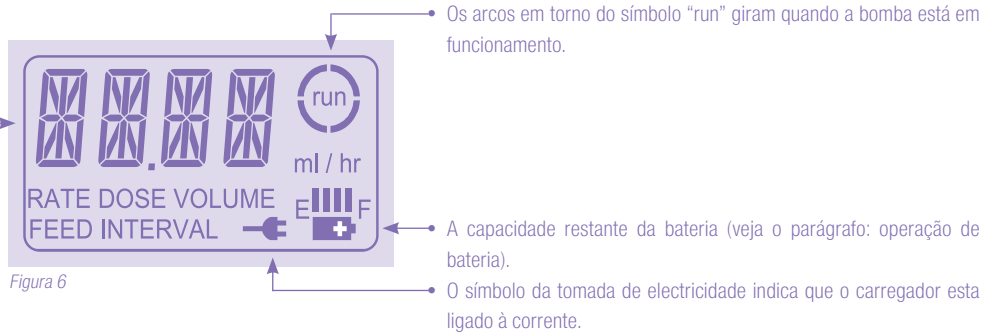 Os arcos em torno do símbolo “run” giram quando a bomba está em
funcionamento.
run
ml / hr
RATE DOSE VOLUME
FEED INTERVAL
E F
A capacidade restante da bateria (veja o parágrafo: operação de
bateria).
Figura 6
O símbolo da tomada de electricidade indica que o carregador esta
ligado à corrente.